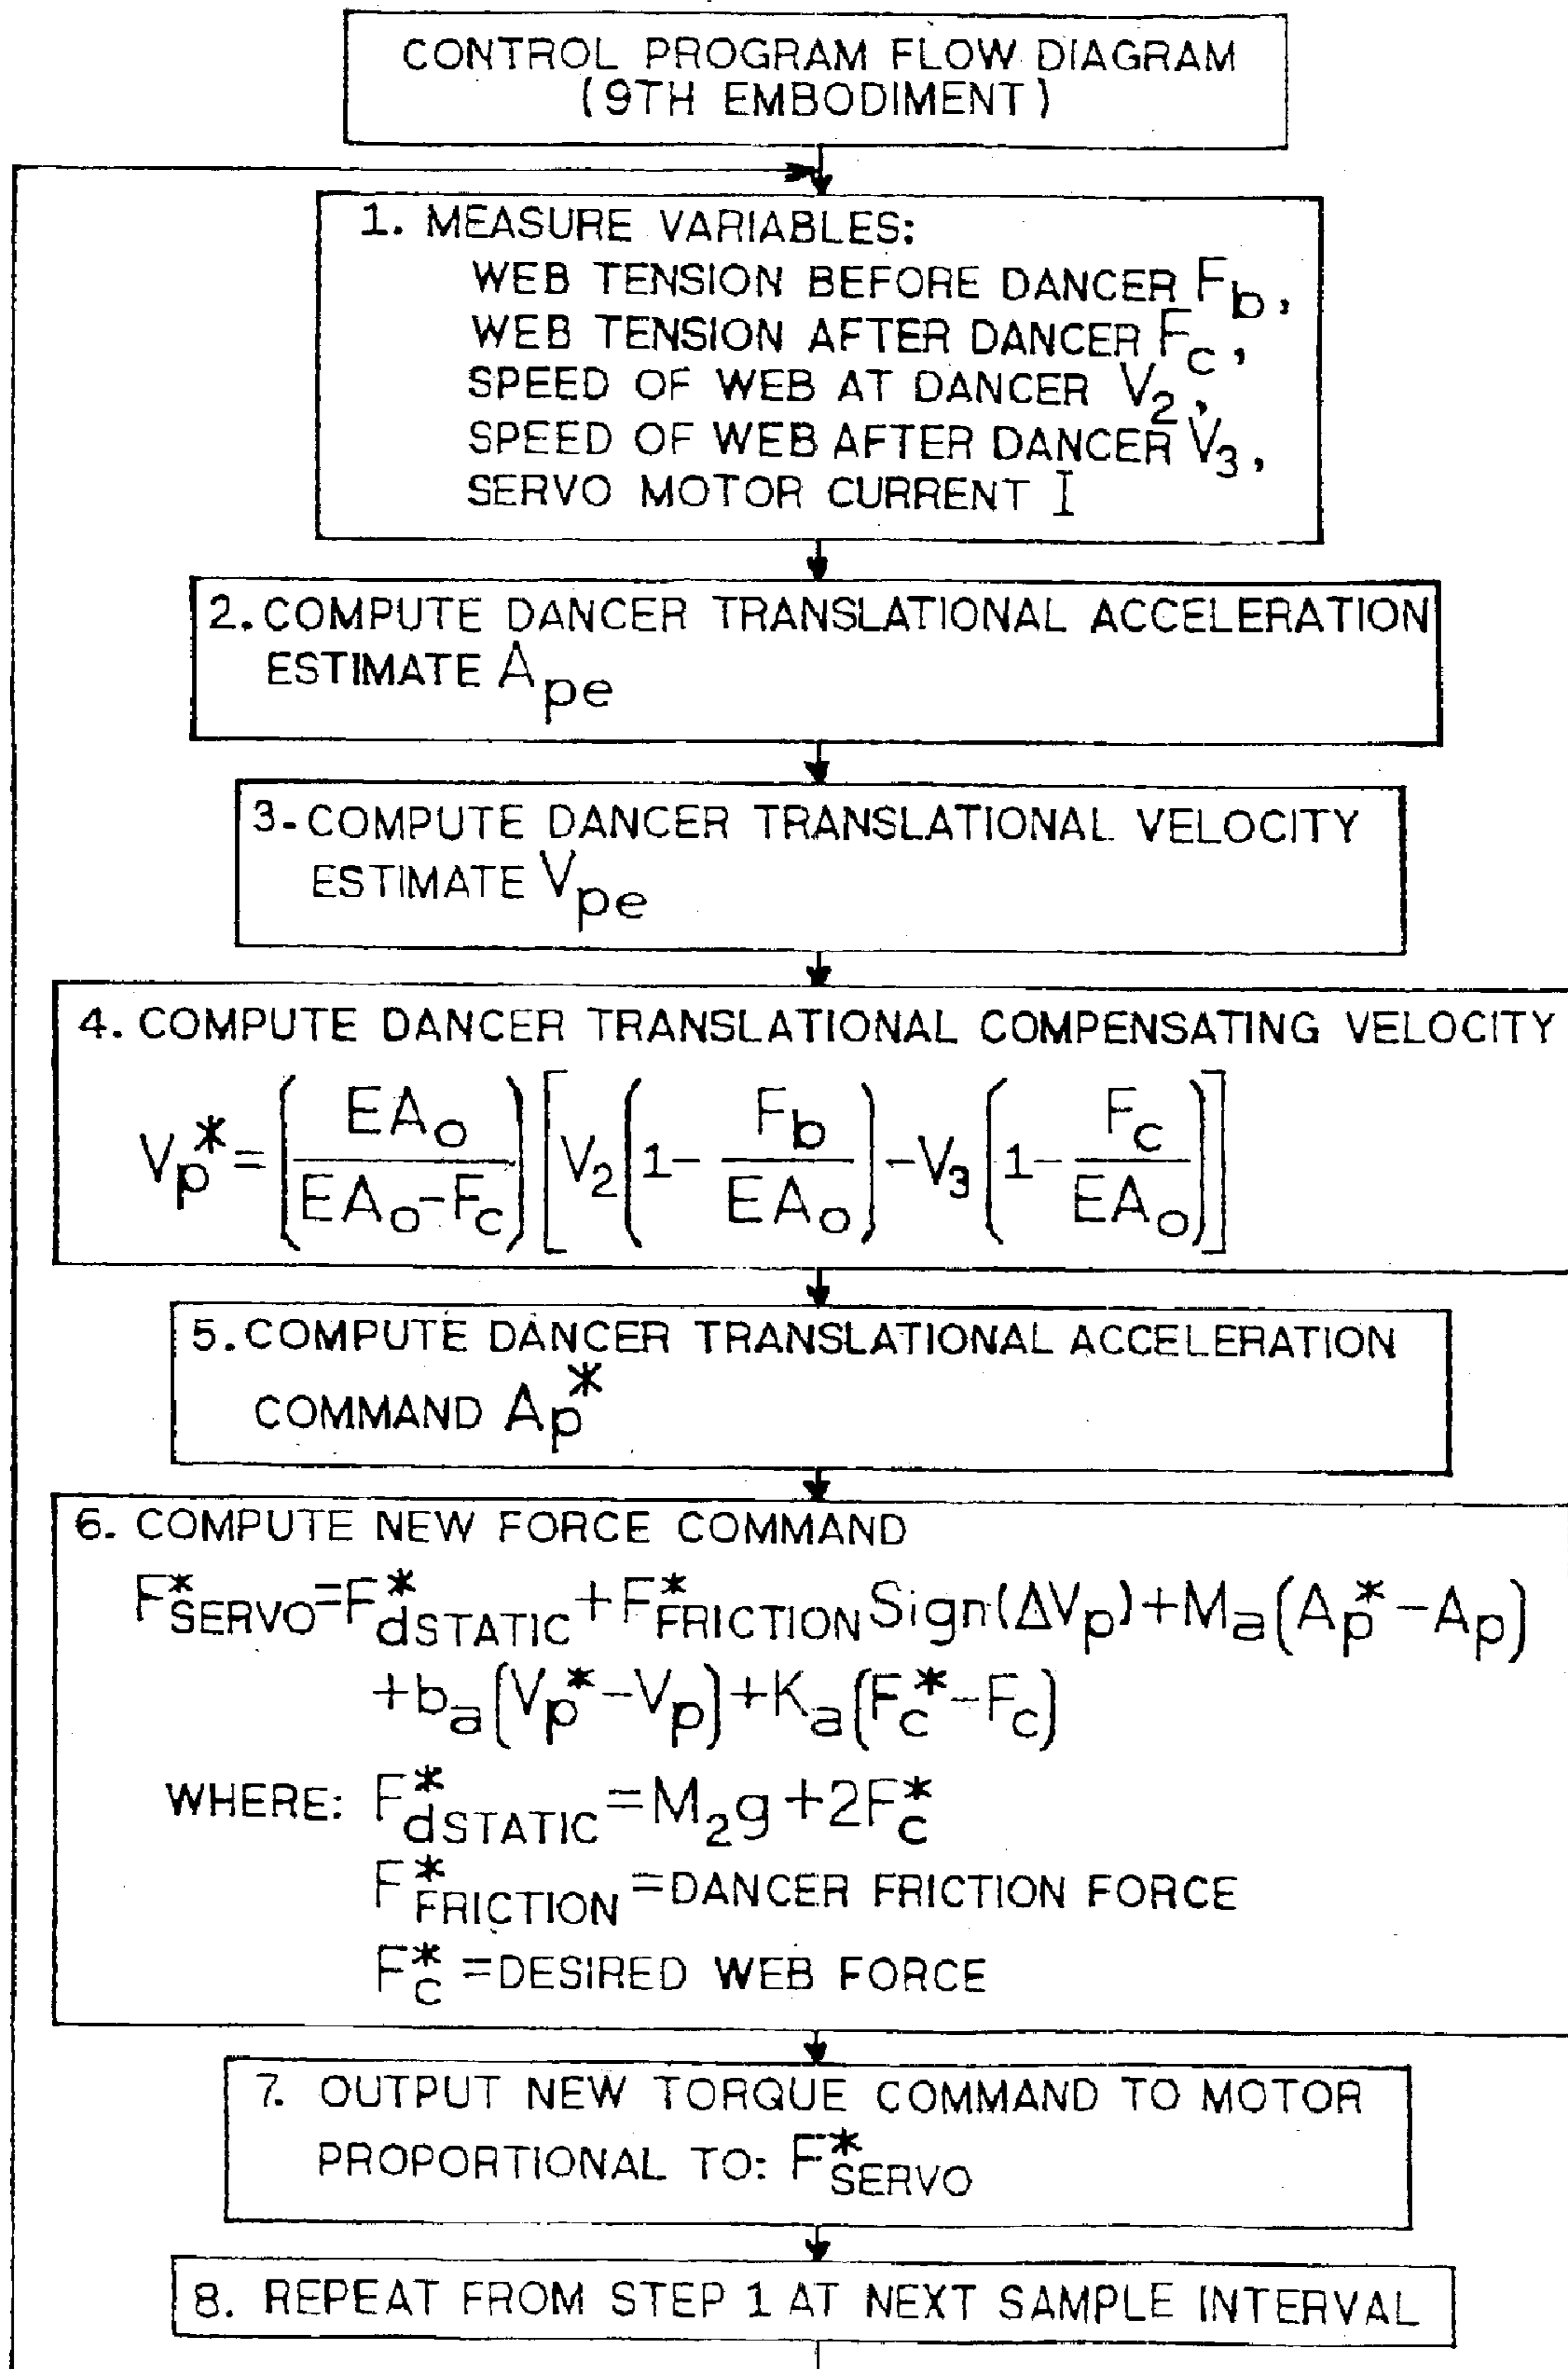 CONTROL PROGRAM FLOW DIAGRAM
(9TH EMBODIMENT)
1. MEASURE VARIABLES:
WEB TENSION BEFORE DANCER F_b,
WEB TENSION AFTER DANCER F_c,
SPEED OF WEB AT DANCER V_2,
SPEED OF WEB AFTER DANCER V_3,
SERVO MOTOR CURRENT I
2. COMPUTE DANCER TRANSLATIONAL ACCELERATION
ESTIMATE A_pe
3-COMPUTE DANCER TRANSLATIONAL VELOCITY
ESTIMATE V_pe
4. COMPUTE DANCER TRANSLATIONAL COMPENSATING VELOCITY
V_p* = (EA_o / (EA_o-F_c)) [V_2 (1- F_b / EA_o) -V_3 (1- F_c / EA_o)]
5. COMPUTE DANCER TRANSLATIONAL ACCELERATION
COMMAND A_p*
6. COMPUTE NEW FORCE COMMAND
F*_SERVO=F*_dSTATIC+F*_FRICTION Sign(ΔV_p)+M_a(A_p*-A_p)
+b_a(V_p*-V_p)+K_a(F_c*-F_c)
WHERE: F*_dSTATIC=M_2g+2F_c*
F*_FRICTION=DANCER FRICTION FORCE
F_c*=DESIRED WEB FORCE
7. OUTPUT NEW TORQUE COMMAND TO MOTOR
PROPORTIONAL TO: F*_SERVO
8. REPEAT FROM STEP 1 AT NEXT SAMPLE INTERVAL